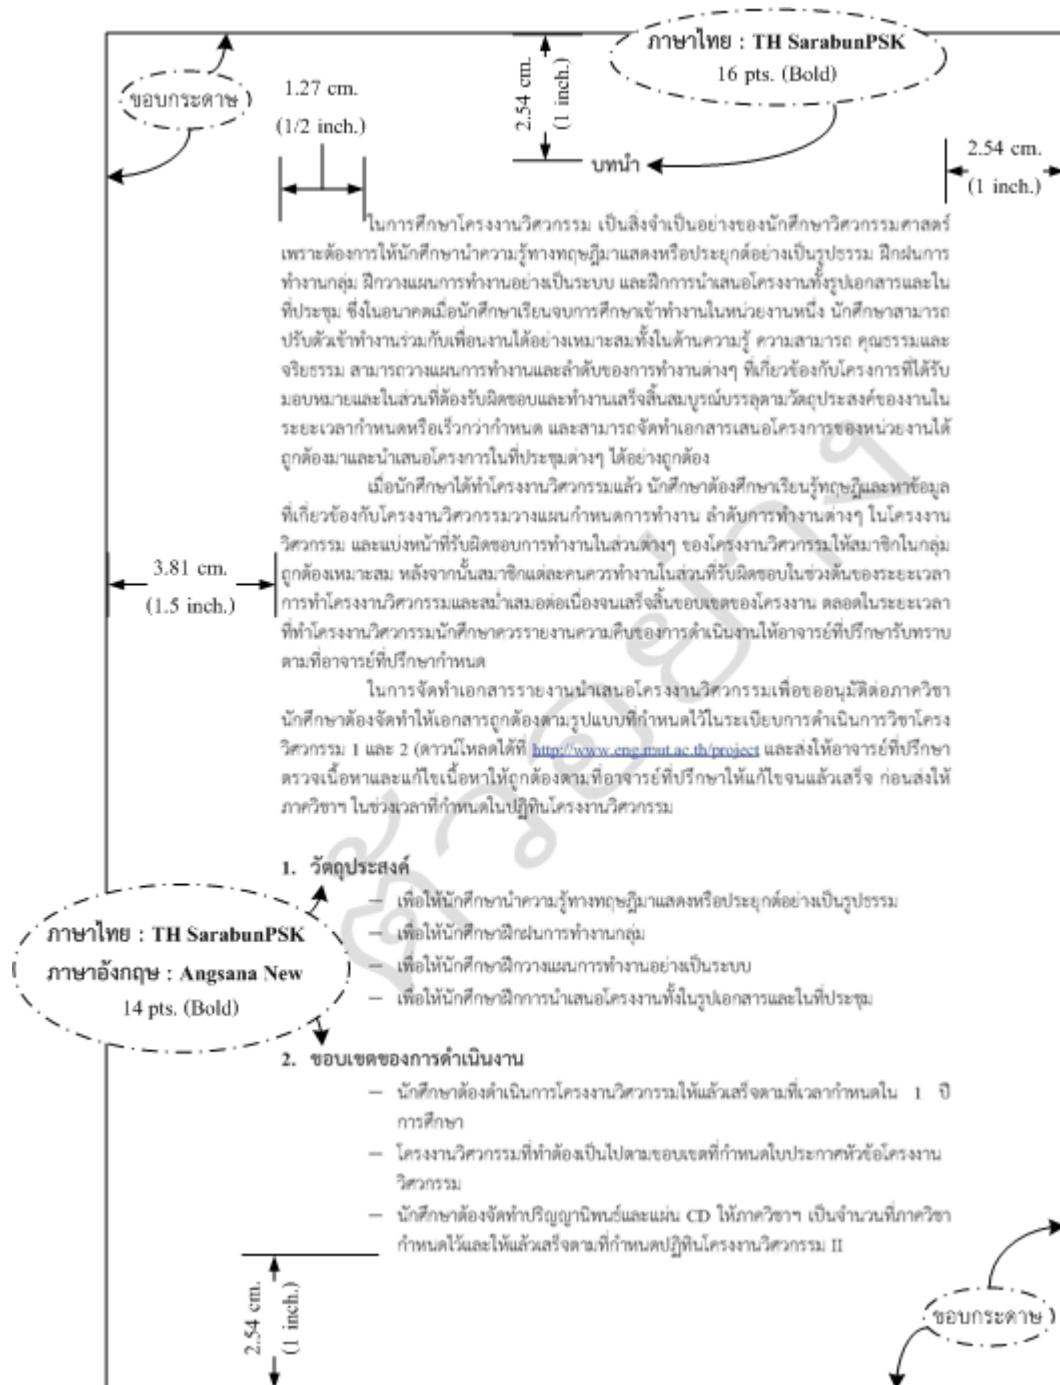 ภาษาไทย : TH SarabunPSK
16 pts. (Bold)
ขอบกระดาษ
1.27 cm.
(1/2 inch.)
2.54 cm.
(1 inch.)
บทนำ
2.54 cm.
(1 inch.)
ในการศึกษาโครงงานวิศวกรรม เป็นสิ่งจำเป็นอย่างของนักศึกษาวิศวกรรมศาสตร์
เพราะต้องการให้นักศึกษานำความรู้ทางทฤษฎีมาแสดงหรือประยุกต์อย่างเป็นรูปธรรม ฝึกฝนการ
ทำงานกลุ่ม ฝึกวางแผนการทำงานอย่างเป็นระบบ และฝึกการนำเสนอโครงงานทั้งรูปเอกสารและใน
ที่ประชุม ซึ่งในอนาคตเมื่อนักศึกษาเรียนจบการศึกษาเข้าทำงานในหน่วยงานหนึ่ง นักศึกษาสามารถ
ปรับตัวเข้าทำงานร่วมกับเพื่อนงานได้อย่างเหมาะสมทั้งในด้านความรู้ ความสามารถ คุณธรรมและ
จริยธรรม สามารถวางแผนการทำงานและลำดับของการทำงานต่างๆ ที่เกี่ยวข้องกับโครงการที่ได้รับ
มอบหมายและในส่วนที่ต้องรับผิดชอบและทำงานเสร็จสิ้นสมบูรณ์บรรลุตามวัตถุประสงค์ของงานใน
ระยะเวลากำหนดหรือเร็วกว่ากำหนด และสามารถจัดทำเอกสารเสนอโครงการของหน่วยงานได้
ถูกต้องมาและนำเสนอโครงการในที่ประชุมต่างๆ ได้อย่างถูกต้อง
เมื่อนักศึกษาได้ทำโครงงานวิศวกรรมแล้ว นักศึกษาต้องศึกษาเรียนรู้ทฤษฎีและหาข้อมูล
ที่เกี่ยวข้องกับโครงงานวิศวกรรมวางแผนกำหนดการทำงาน ลำดับการทำงานต่างๆ ในโครงงาน
วิศวกรรม และแบ่งหน้าที่รับผิดชอบการทำงานในส่วนต่างๆ ของโครงงานวิศวกรรมให้สมาชิกในกลุ่ม
ถูกต้องเหมาะสม หลังจากนั้นสมาชิกแต่ละคนควรทำงานในส่วนที่รับผิดชอบในช่วงต้นของระยะเวลา
การทำโครงงานวิศวกรรมและสม่ำเสมอต่อเนื่องจนเสร็จสิ้นขอบเขตของโครงงาน ตลอดในระยะเวลา
ที่ทำโครงงานวิศวกรรมนักศึกษาควรรายงานความคืบของการดำเนินงานให้อาจารย์ที่ปรึกษารับทราบ
ตามที่อาจารย์ที่ปรึกษากำหนด
3.81 cm.
(1.5 inch.)
ในการจัดทำเอกสารรายงานนำเสนอโครงงานวิศวกรรมเพื่อขออนุมัติต่อภาควิชา
นักศึกษาต้องจัดทำให้เอกสารถูกต้องตามรูปแบบที่กำหนดไว้ในระเบียบการดำเนินการวิชาโครง
วิศวกรรม 1 และ 2 (ดาวน์โหลดได้ที่ http://www.eng.mut.ac.th/project และส่งให้อาจารย์ที่ปรึกษา
ตรวจเนื้อหาและแก้ไขเนื้อหาให้ถูกต้องตามที่อาจารย์ที่ปรึกษาให้แก้ไขจนแล้วเสร็จ ก่อนส่งให้
ภาควิชาฯ ในช่วงเวลาที่กำหนดในปฏิทินโครงงานวิศวกรรม
ตัวอย่าง
1. วัตถุประสงค์
— เพื่อให้นักศึกษานำความรู้ทางทฤษฎีมาแสดงหรือประยุกต์อย่างเป็นรูปธรรม
— เพื่อให้นักศึกษาฝึกฝนการทำงานกลุ่ม
— เพื่อให้นักศึกษาฝึกวางแผนการทำงานอย่างเป็นระบบ
— เพื่อให้นักศึกษาฝึกการนำเสนอโครงงานทั้งในรูปเอกสารและในที่ประชุม
ภาษาไทย : TH SarabunPSK
ภาษาอังกฤษ : Angsana New
14 pts. (Bold)
2. ขอบเขตของการดำเนินงาน
— นักศึกษาต้องดำเนินการโครงงานวิศวกรรมให้แล้วเสร็จตามที่เวลากำหนดใน 1 ปี
การศึกษา
— โครงงานวิศวกรรมที่ทำต้องเป็นไปตามขอบเขตที่กำหนดใบประกาศหัวข้อโครงงาน
วิศวกรรม
— นักศึกษาต้องจัดทำปริญญานิพนธ์และแผ่น CD ให้ภาควิชาฯ เป็นจำนวนที่ภาควิชา
กำหนดไว้และให้แล้วเสร็จตามที่กำหนดปฏิทินโครงงานวิศวกรรม II
2.54 cm.
(1 inch.)
ขอบกระดาษ